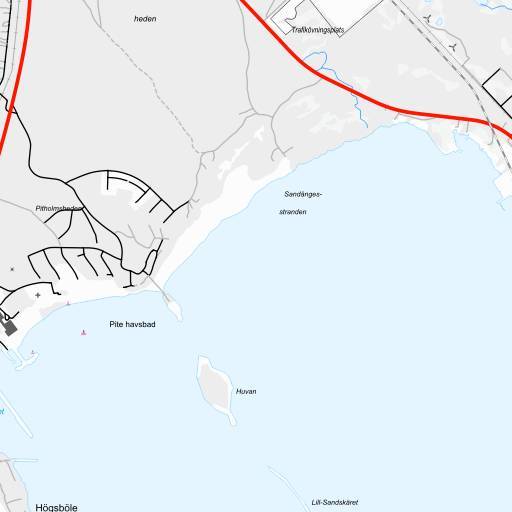 heden
Trafikövningsplats
Sandänges-
stranden
Pitholmsheden
Pite havsbad
Huvan
Lill-Sandskäret
Högsböle